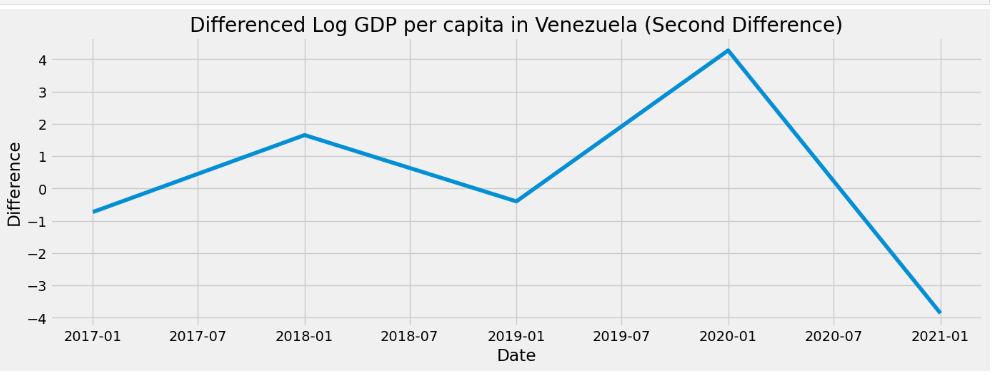 Differenced Log GDP per capita in Venezuela (Second Difference)
4
3
2
1
0
−1
−2
−3
−4
Difference
2017-01 2017-07 2018-01 2018-07 2019-01 2019-07 2020-01 2020-07 2021-01
Date